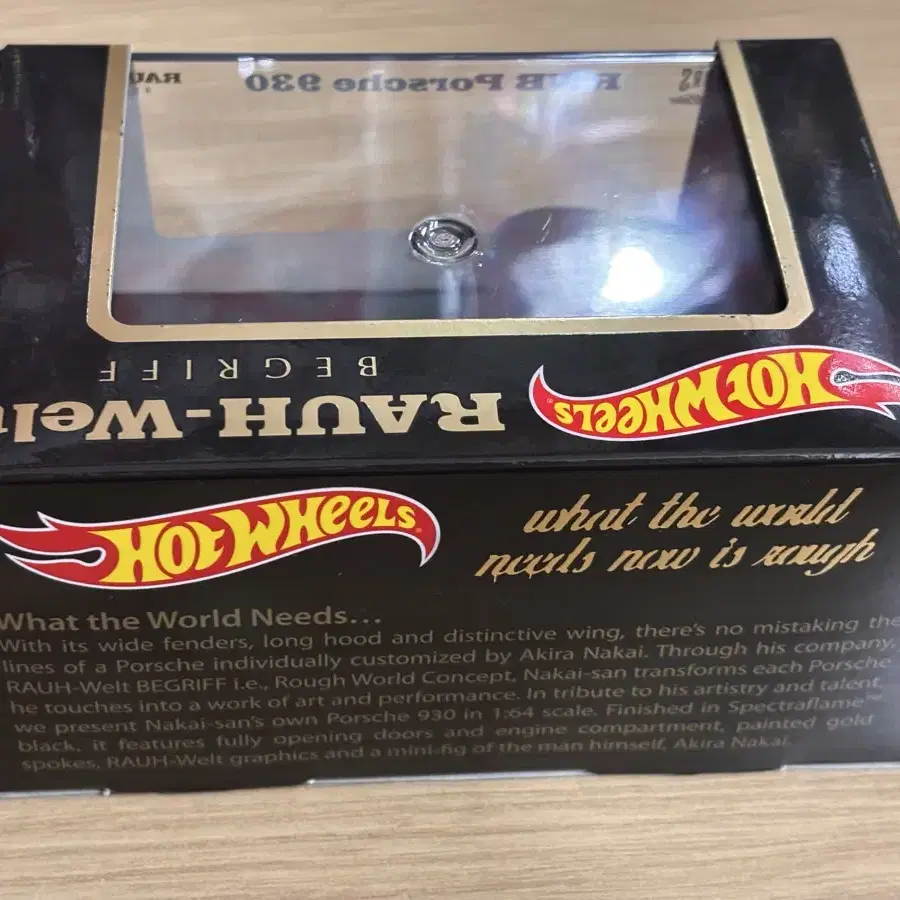 RWB Porsche 930
RAU
BEGRIFF
RAUH-Welt
HOT WHEELS
HOT WHEELS
what the world
needs now is rough
What the World Needs...
With its wide fenders, long hood and distinctive wing, there's no mistaking the
lines of a Porsche individually customized by Akira Nakai. Through his company,
RAUH-Welt BEGRIFF i.e., Rough World Concept, Nakai-san transforms each Porsche
he touches into a work of art and performance. In tribute to his artistry and talent,
we present Nakai-san's own Porsche 930 in 1:64 scale. Finished in Spectraflame™
black, it features fully opening doors and engine compartment, painted gold
spokes, RAUH-Welt graphics and a mini-fig of the man himself, Akira Nakai.